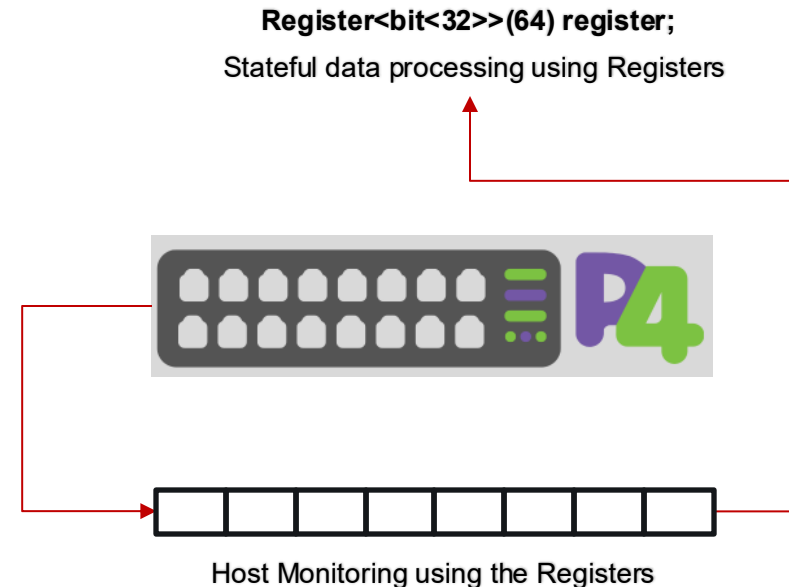 Register<bit<32>>(64) register;
Stateful data processing using Registers
P4
Host Monitoring using the Registers